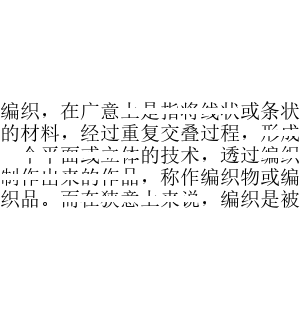 编织，在广意上是指将线状或条状
的材料，经过重复交叠过程，形成
一个平面或立体的技术，透过编织
制作出来的作品，称作编织物或编
织品。而在狭意上来说，编织是被